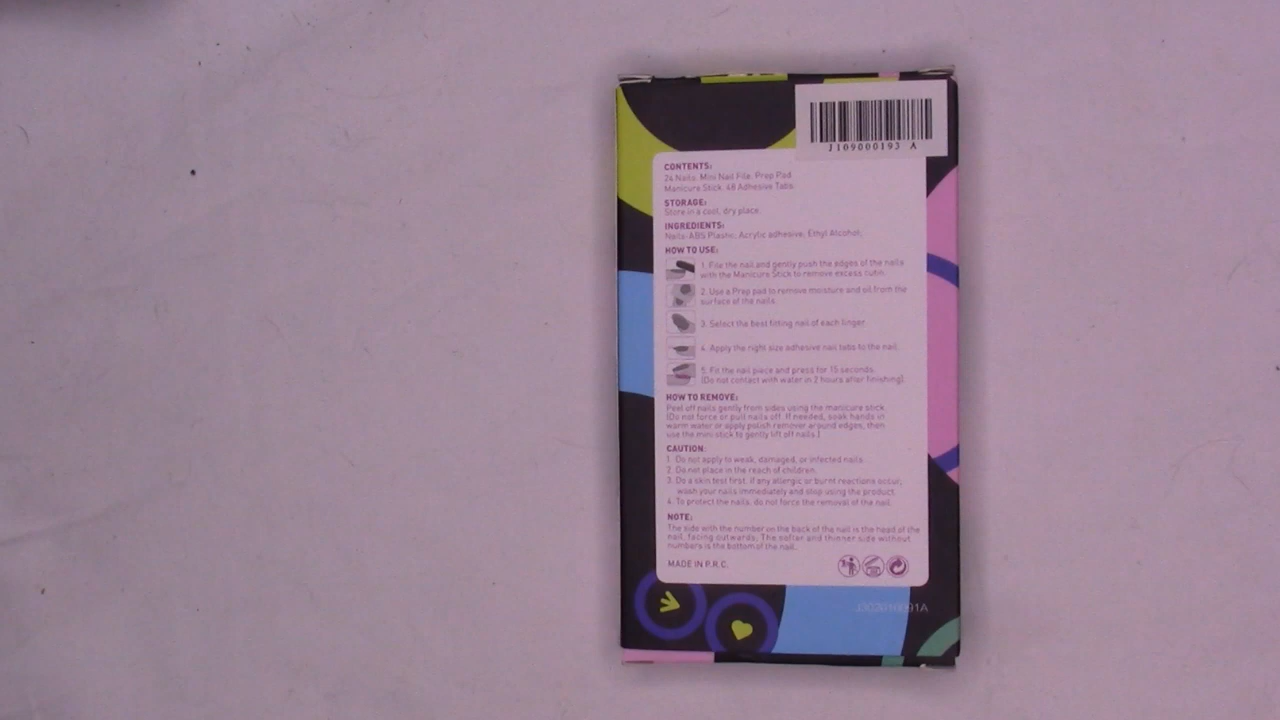 J109000193 A
CONTENTS:
24 Nails. Mini Nail File. Prep Pad
Manicure Stick. 48 Adhesive Tabs.
STORAGE:
Store in a cool, dry place.
INGREDIENTS:
Nails-ABS Plastic, Acrylic adhesive, Ethyl Alcohol.
HOW TO USE:
1. File the nail and gently push the edges of the nails
with the Manicure Stick to remove excess cutin.
2. Use a Prep pad to remove moisture and oil from the
surface of the nails.
3. Select the best fitting nail of each finger.
4. Apply the right size adhesive nail tabs to the nail.
5. Fit the nail piece and press for 15 seconds.
(Do not contact with water in 2 hours after finishing).
HOW TO REMOVE:
Peel off nails gently from sides using the manicure stick.
(Do not force or pull nails off. If needed, soak hands in
warm water or apply polish remover around edges, then
use the mini stick to gently lift off nails.)
CAUTION:
1. Do not apply to weak, damaged, or infected nails.
2. Do not place in the reach of children.
3. Do a skin test first. If any allergic or burnt reactions occur,
wash your nails immediately and stop using the product.
4. To protect the nails, do not force the removal of the nail.
NOTE:
The side with the number on the back of the nail is the head of the
nail, facing outwards. The softer and thinner side without
numbers is the bottom of the nail.
MADE IN P.R.C.